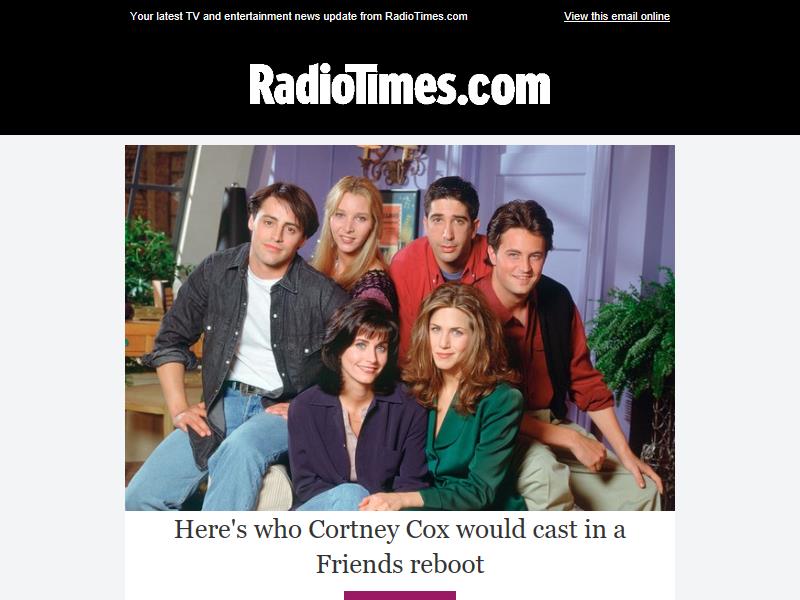 Your latest TV and entertainment news update from RadioTimes.com
View this email online
RadioTimes.com
Here's who Cortney Cox would cast in a
Friends reboot